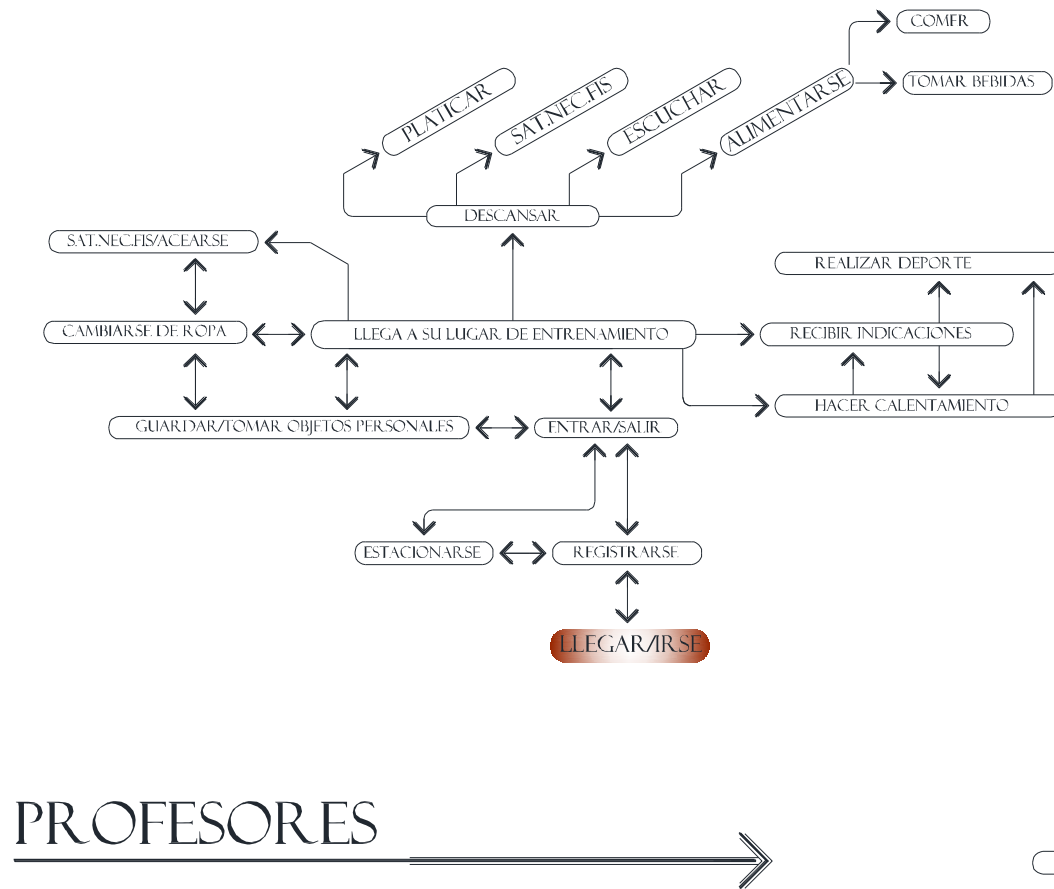 COMER
TOMAR BEBIDAS
PLATICAR
SAT.NEC.FIS
ESCUCHAR
ALIMENTARSE
DESCANSAR
SAT.NEC.FIS/ACEARSE
REALIZAR DEPORTE
CAMBIARSE DE ROPA
LLEGA A SU LUGAR DE ENTRENAMIENTO
RECIBIR INDICACIONES
HACER CALENTAMIENTO
GUARDAR/TOMAR OBJETOS PERSONALES
ENTRAR/SALIR
ESTACIONARSE
REGISTRARSE
LLEGAR/IRSE
PROFESORES